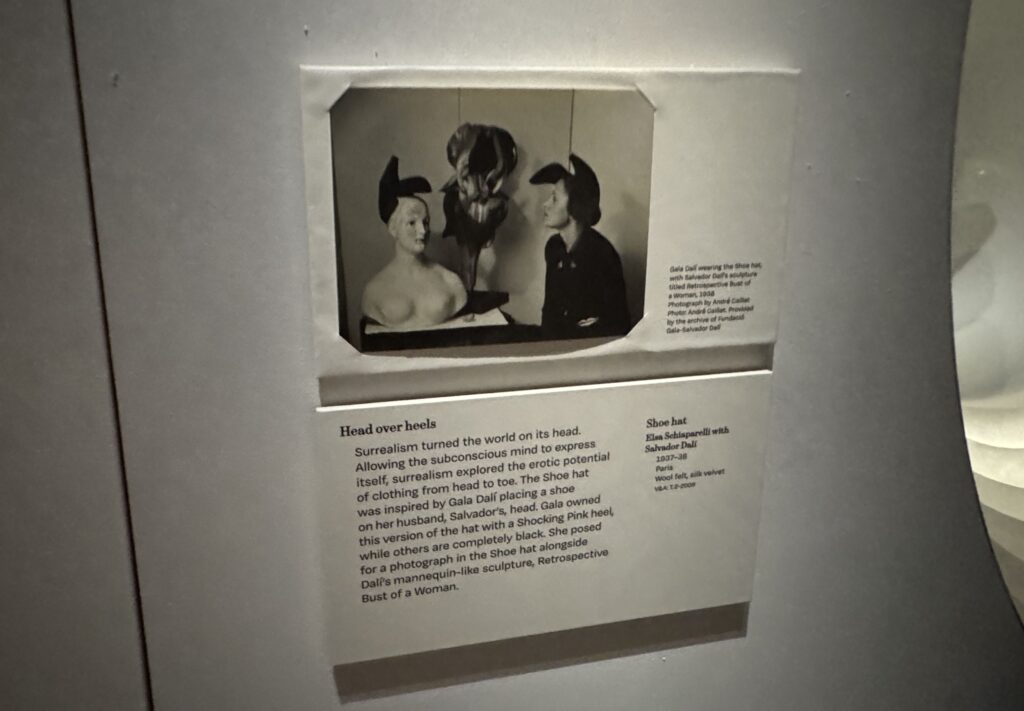 Gala Dalí wearing the Shoe hat,
with Salvador Dalí's sculpture
titled Retrospective Bust of
a Woman, 1938
Photograph by André Caillet
Photo: André Caillet. Provided
by the archive of Fundació
Gala-Salvador Dalí
Head over heels
Surrealism turned the world on its head.
Allowing the subconscious mind to express
itself, surrealism explored the erotic potential
of clothing from head to toe. The Shoe hat
was inspired by Gala Dalí placing a shoe
on her husband, Salvador's, head. Gala owned
this version of the hat with a Shocking Pink heel,
while others are completely black. She posed
for a photograph in the Shoe hat alongside
Dalí's mannequin-like sculpture, Retrospective
Bust of a Woman.
Shoe hat
Elsa Schiaparelli with
Salvador Dalí
1937–38
Paris
Wool felt, silk velvet
V&A: T.2-2009